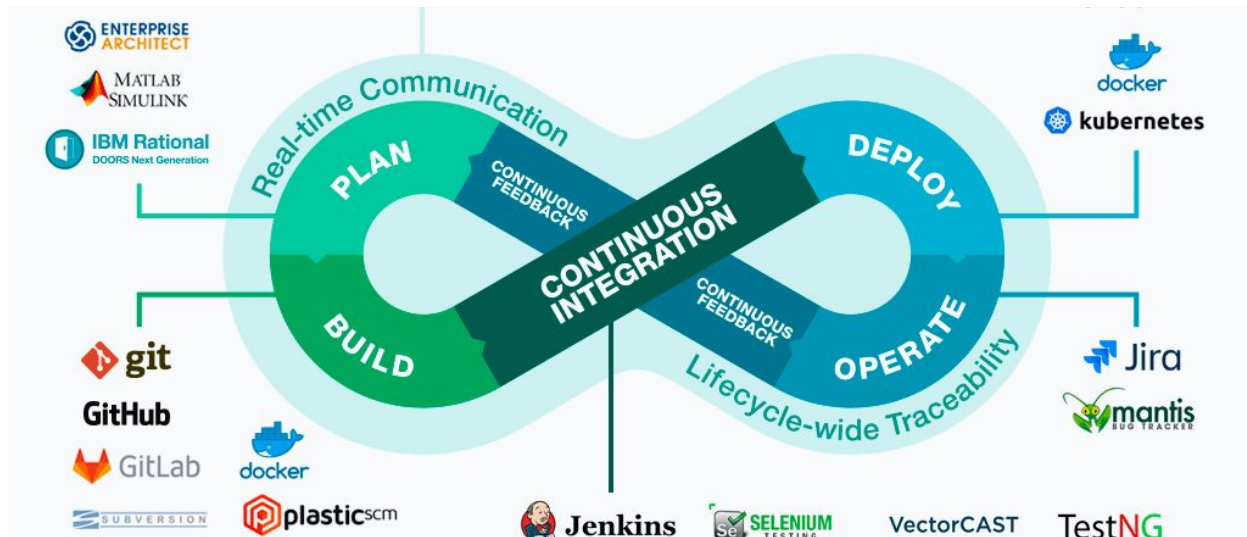 ENTERPRISE
ARCHITECT
MATLAB
SIMULINK
IBM Rational
DOORS Next Generation
Real-time Communication
PLAN
CONTINUOUS
FEEDBACK
CONTINUOUS
INTEGRATION
DEPLOY
docker
kubernetes
BUILD
CONTINUOUS
FEEDBACK
OPERATE
Lifecycle-wide Traceability
git
GitHub
GitLab
SUBVERSION
docker
plasticscm
Jira
mantis
BUG TRACKER
Jenkins
Se
SELENIUM
TESTING
VectorCAST
TestNG